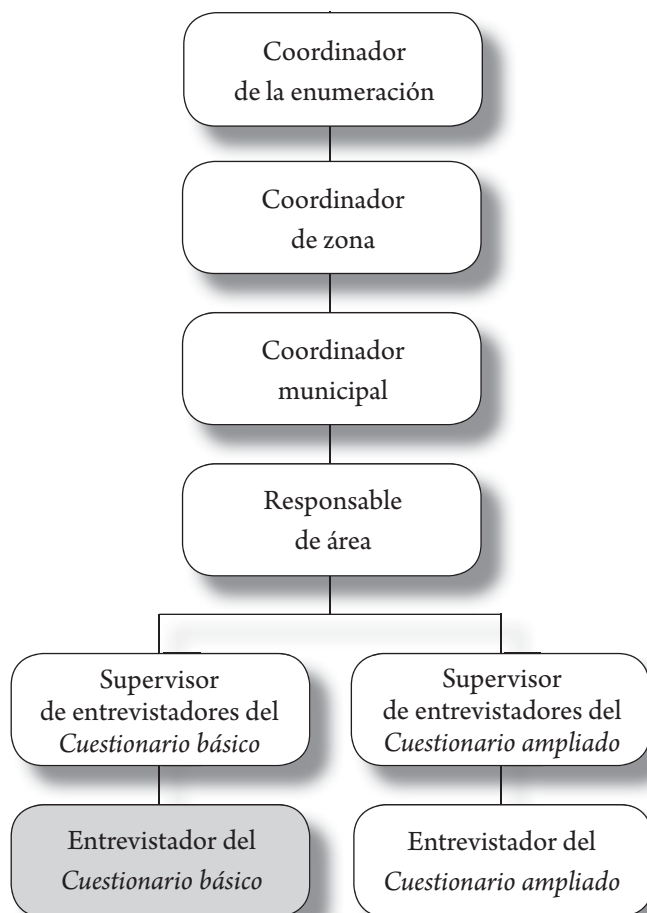 Coordinador
de la enumeración
Coordinador
de zona
Coordinador
municipal
Responsable
de área
Supervisor
de entrevistadores del
Cuestionario básico
Supervisor
de entrevistadores del
Cuestionario ampliado
Entrevistador del
Cuestionario básico
Entrevistador del
Cuestionario ampliado